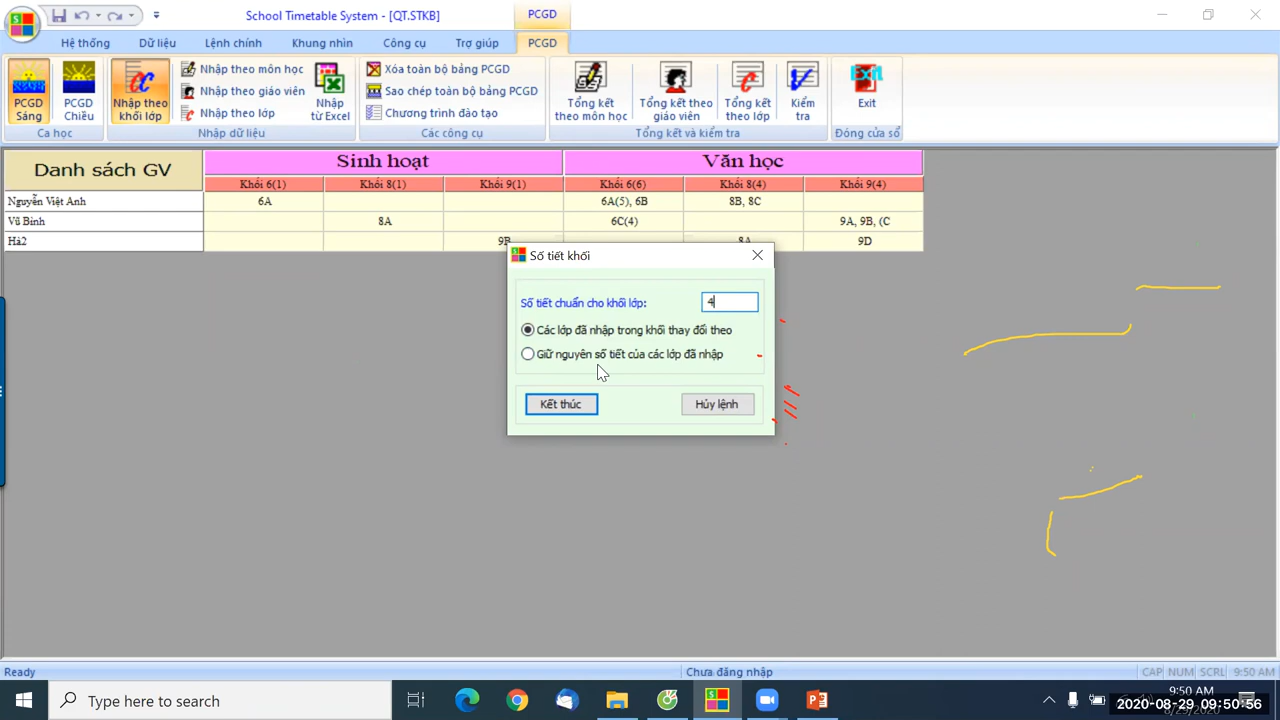 School Timetable System - [QT.STKB]
PCGD
Hệ thống
Dữ liệu
Lệnh chính
Khung nhìn
Công cụ
Trợ giúp
PCGD
PCGD Sáng
PCGD Chiều
Ca học
Nhập theo khối lớp
Nhập theo môn học
Nhập theo giáo viên
Nhập theo lớp
Nhập từ Excel
Nhập dữ liệu
Xóa toàn bộ bảng PCGD
Sao chép toàn bộ bảng PCGD
Chương trình đào tạo
Các công cụ
Tổng kết theo môn học
Tổng kết theo giáo viên
Tổng kết theo lớp
Kiểm tra
Tổng kết và kiểm tra
Exit
Đóng cửa sổ
Danh sách GV
Sinh hoạt
Văn học
Khối 6(1)
Khối 8(1)
Khối 9(1)
Khối 6(6)
Khối 8(4)
Khối 9(4)
Nguyễn Việt Anh
6A
6A(5), 6B
8B, 8C
Vũ Bính
8A
6C(4)
9A, 9B, (C
Hà2
9B
8A
9D
Số tiết khối
Số tiết chuẩn cho khối lớp:
4
Các lớp đã nhập trong khối thay đổi theo
Giữ nguyên số tiết của các lớp đã nhập
Kết thúc
Hủy lệnh
Ready
Chưa đăng nhập
CAP NUM SCRL 9:50 AM
Type here to search
9:50 AM
2020-08-29 09:50:56